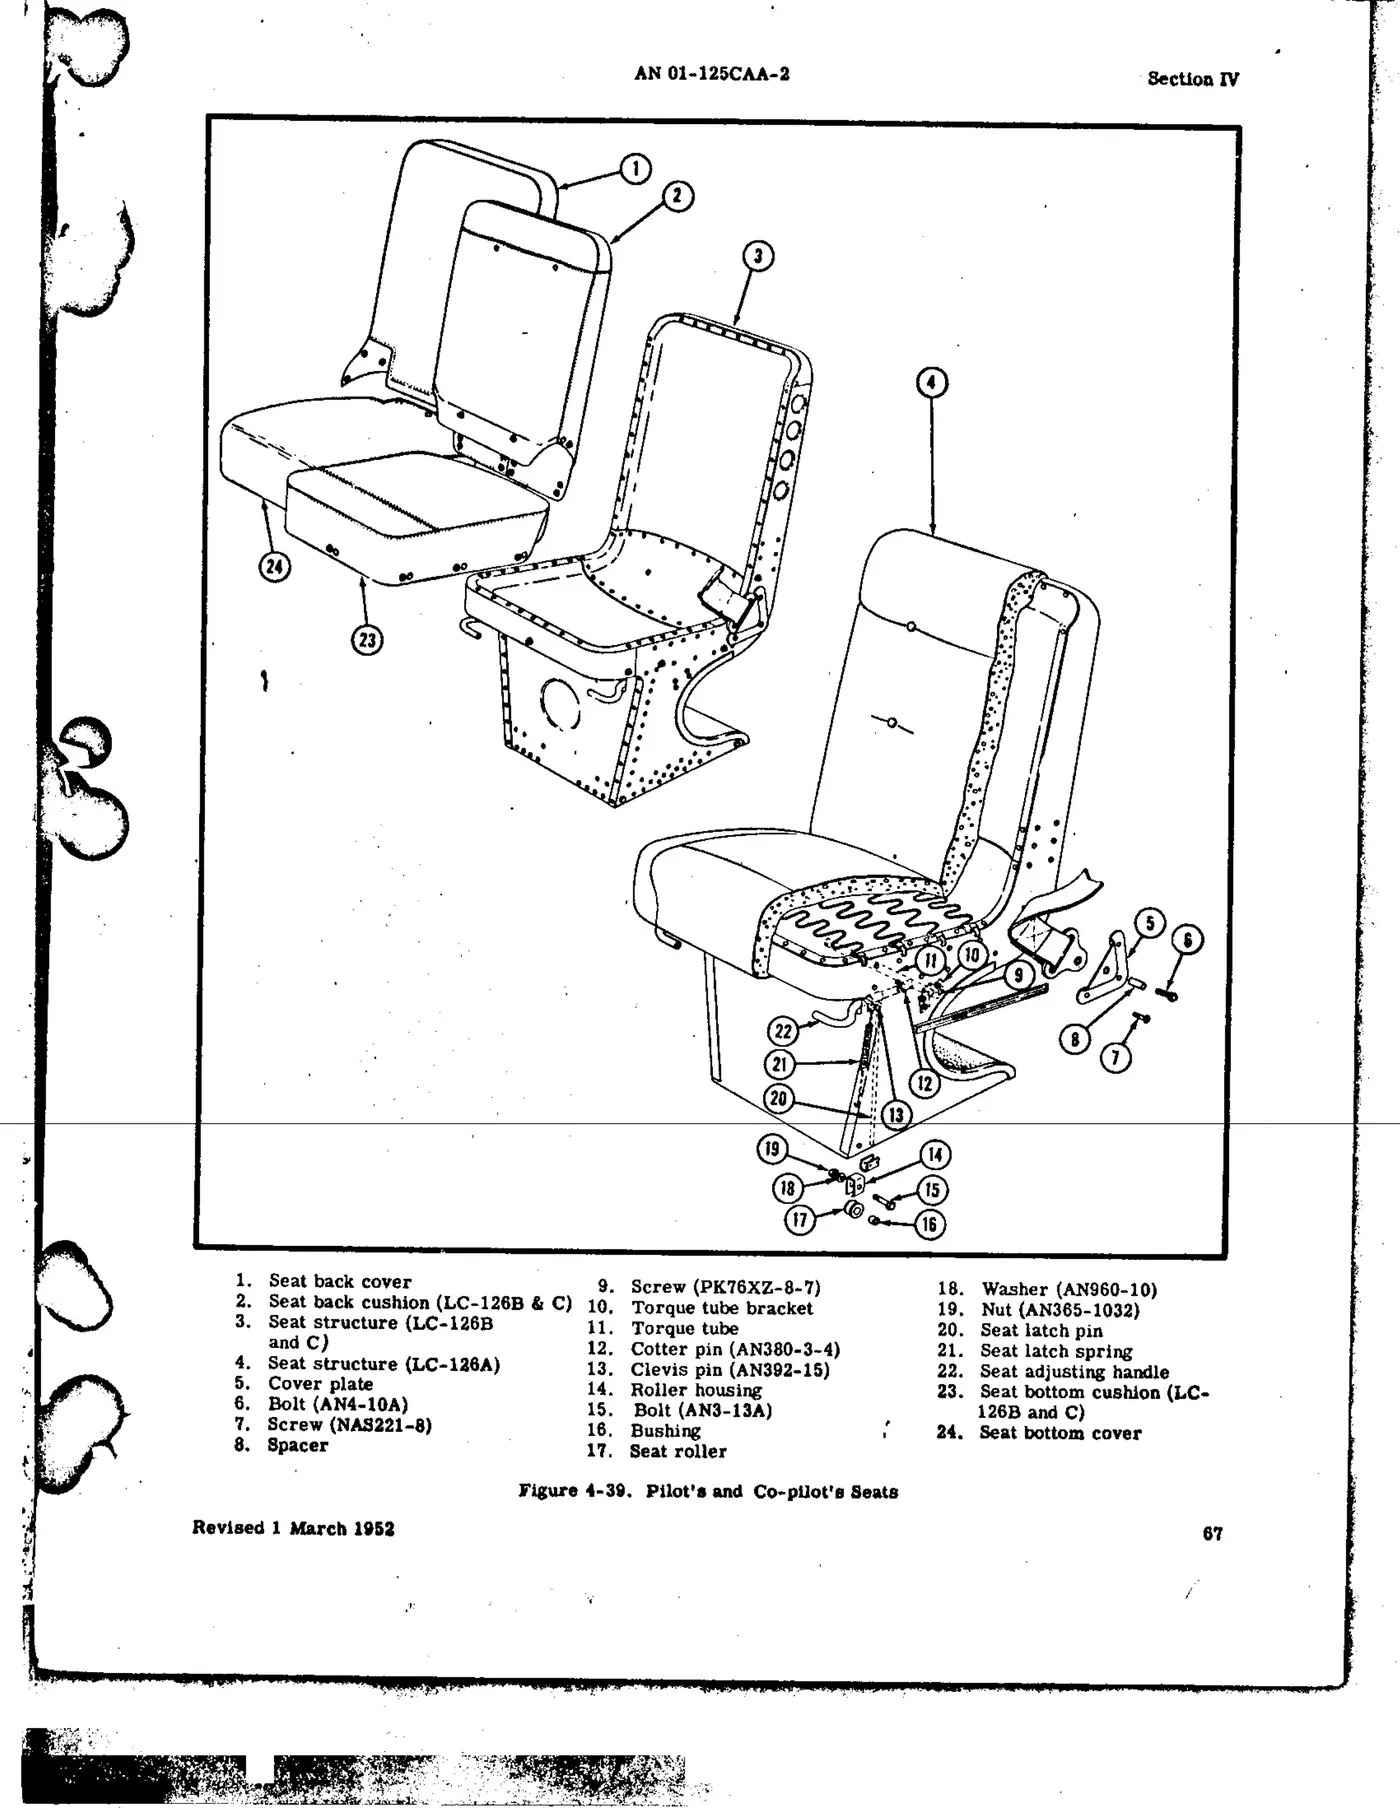 AN 01-125CAA-2
Section IV
1
2
3
4
5
6
24
23
11
10
9
22
8
7
21
12
20
13
19
14
18
15
17
16
1. Seat back cover
2. Seat back cushion (LC-126B & C)
3. Seat structure (LC-126B
and C)
4. Seat structure (LC-126A)
5. Cover plate
6. Bolt (AN4-10A)
7. Screw (NAS221-8)
8. Spacer
9. Screw (PK76XZ-8-7)
10. Torque tube bracket
11. Torque tube
12. Cotter pin (AN380-3-4)
13. Clevis pin (AN392-15)
14. Roller housing
15. Bolt (AN3-13A)
16. Bushing
17. Seat roller
18. Washer (AN960-10)
19. Nut (AN365-1032)
20. Seat latch pin
21. Seat latch spring
22. Seat adjusting handle
23. Seat bottom cushion (LC-
126B and C)
24. Seat bottom cover
Figure 4-39. Pilot's and Co-pilot's Seats
Revised 1 March 1952
67